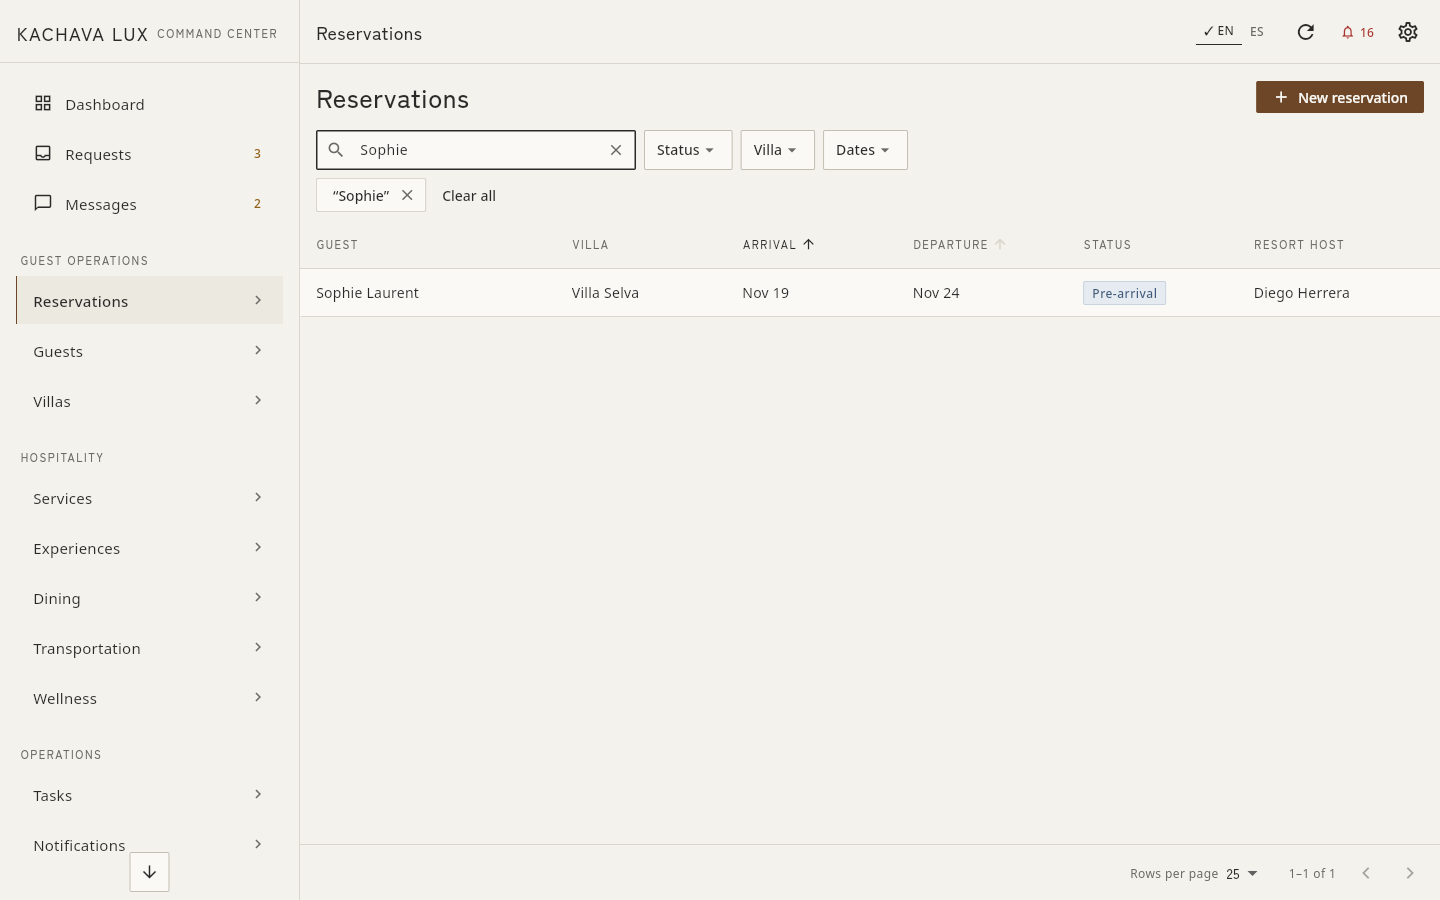 KACHAVA LUX COMMAND CENTER
Reservations
✓ EN ES
16
Dashboard
Requests 3
Messages 2
GUEST OPERATIONS
Reservations
Guests
Villas
HOSPITALITY
Services
Experiences
Dining
Transportation
Wellness
OPERATIONS
Tasks
Notifications
Reservations
+ New reservation
Sophie
Status
Villa
Dates
“Sophie”
Clear all
GUEST VILLA ARRIVAL DEPARTURE STATUS RESORT HOST
Sophie Laurent Villa Selva Nov 19 Nov 24 Pre-arrival Diego Herrera
Rows per page 25 1–1 of 1